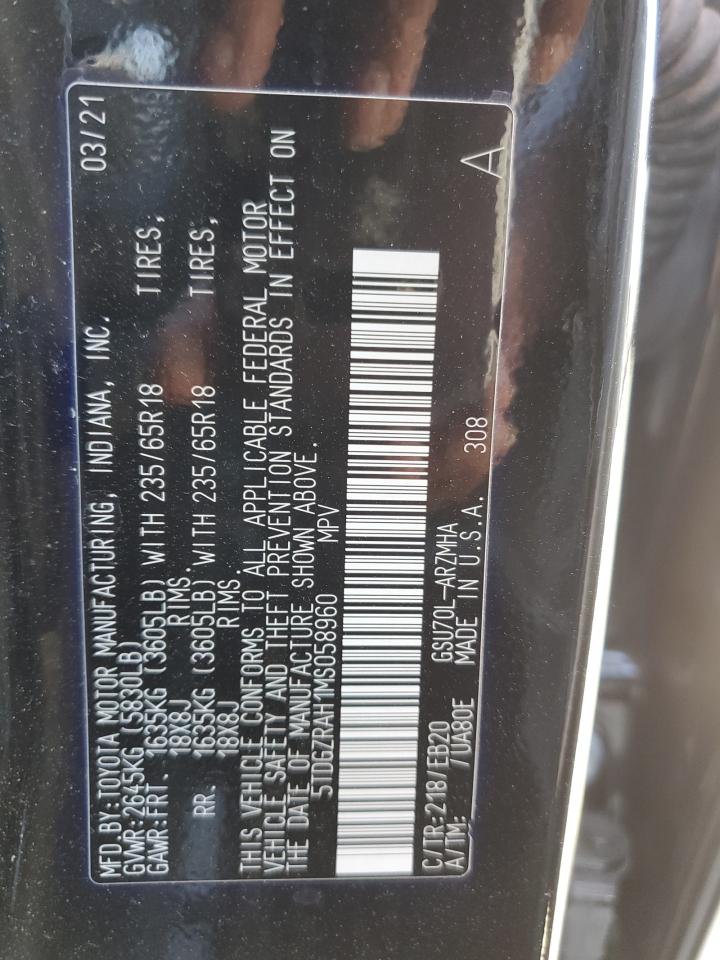 MFD.BY:TOYOTA MOTOR MANUFACTURING, INDIANA, INC. 03/21
GVWR:2645KG (5830LB)
GAWR:FRT. 1635KG (3605LB) WITH 235/65R18 TIRES,
18X8J RIMS.
RR. 1635KG (3605LB) WITH 235/65R18 TIRES,
18X8J RIMS.
THIS VEHICLE CONFORMS TO ALL APPLICABLE FEDERAL MOTOR
VEHICLE SAFETY AND THEFT PREVENTION STANDARDS IN EFFECT ON
THE DATE OF MANUFACTURE SHOWN ABOVE.
5TDGZRAH1MS058960 MPV
C/TR:218/EB20 GSU70L-ARZMHA
A/TM: /UA80E MADE IN U.S.A. 308 A